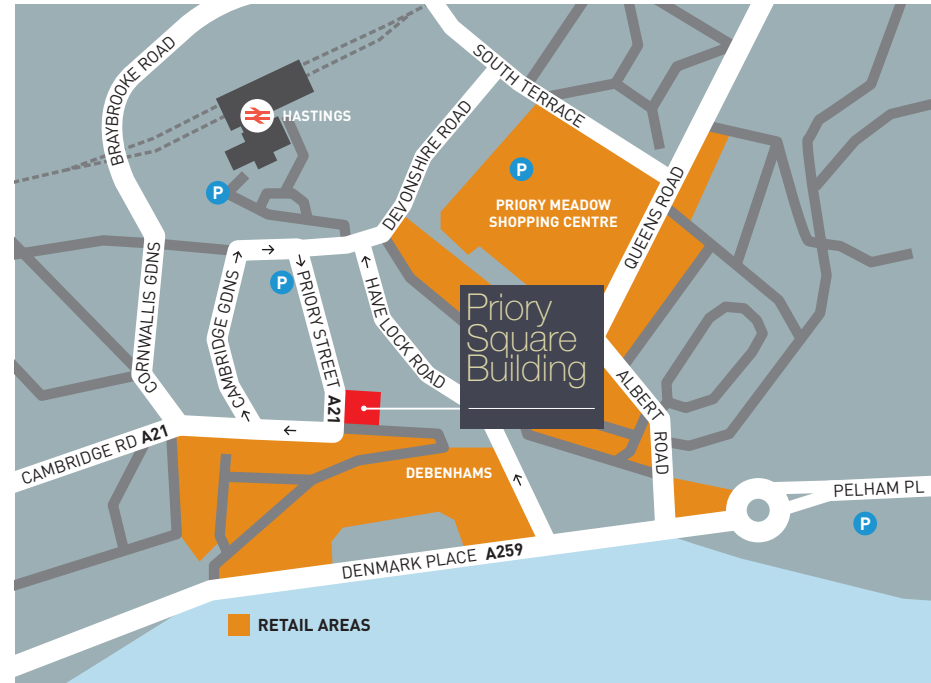 BRAYBROOKE ROAD
HASTINGS
SOUTH TERRACE
DEVONSHIRE ROAD
P
P
PRIORY MEADOW
SHOPPING CENTRE
QUEENS ROAD
CORNWALLIS GDNS
CAMBRIDGE GDNS
P
PRIORY STREET A21
HAVE LOCK ROAD
Priory
Square
Building
ALBERT ROAD
CAMBRIDGE RD A21
DEBENHAMS
PELHAM PL
P
DENMARK PLACE A259
RETAIL AREAS